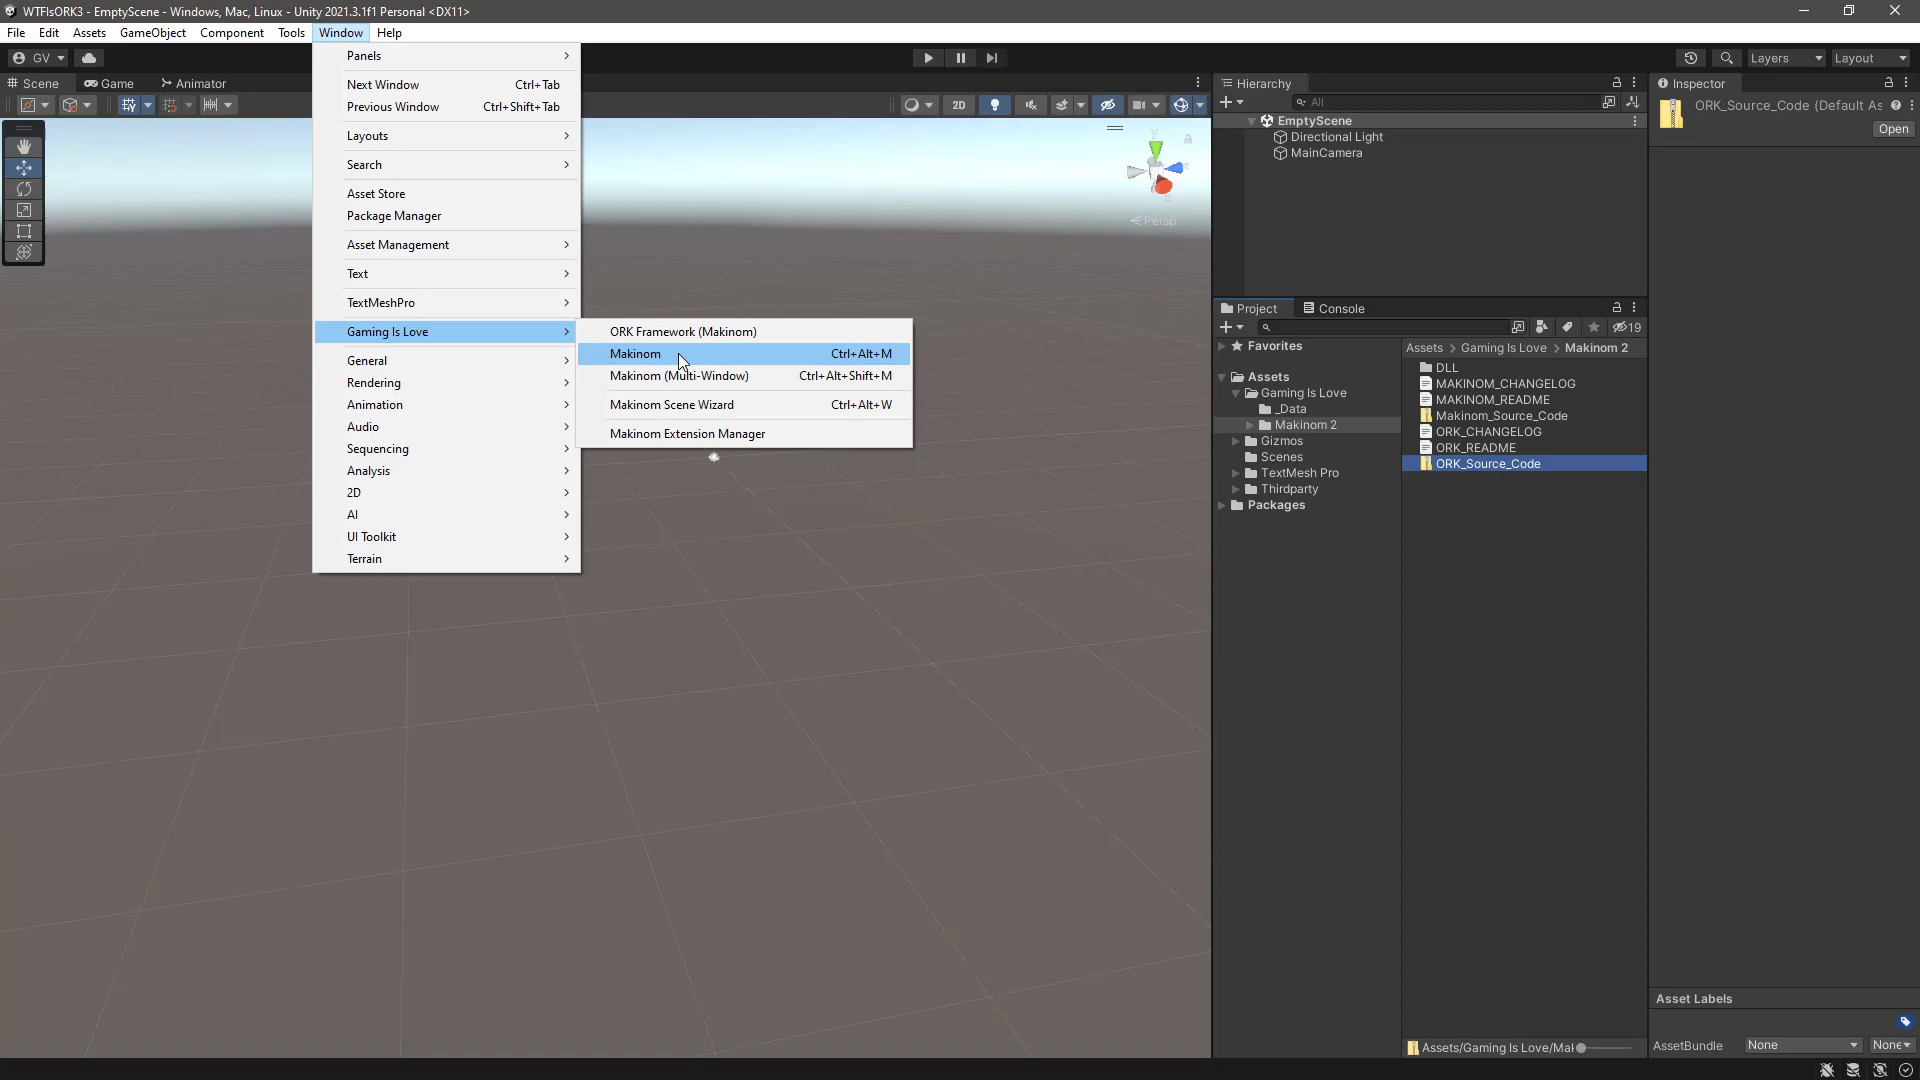 WTFIsORK3 - EmptyScene - Windows, Mac, Linux - Unity 2021.3.1f1 Personal <DX11>
File Edit Assets GameObject Component Tools Window Help
GV
Layers
Layout
Scene
Game
Animator
2D
Persp
Panels
Next Window Ctrl+Tab
Previous Window Ctrl+Shift+Tab
Layouts
Search
Asset Store
Package Manager
Asset Management
Text
TextMeshPro
Gaming Is Love
General
Rendering
Animation
Audio
Sequencing
Analysis
2D
AI
UI Toolkit
Terrain
ORK Framework (Makinom)
Makinom Ctrl+Alt+M
Makinom (Multi-Window) Ctrl+Alt+Shift+M
Makinom Scene Wizard Ctrl+Alt+W
Makinom Extension Manager
Hierarchy
All
EmptyScene
Directional Light
MainCamera
Project
Console
19
Favorites
Assets
Gaming Is Love
_Data
Makinom 2
Gizmos
Scenes
TextMesh Pro
Thirdparty
Packages
Assets > Gaming Is Love > Makinom 2
DLL
MAKINOM_CHANGELOG
MAKINOM_README
Makinom_Source_Code
ORK_CHANGELOG
ORK_README
ORK_Source_Code
Assets/Gaming Is Love/Mak
Inspector
ORK_Source_Code (Default As
Open
Asset Labels
AssetBundle None None